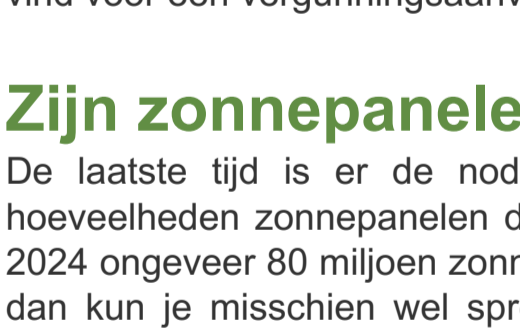 Zijn zonnepanele
De laatste tijd is er de nod
hoeveelheden zonnepanelen d
2024 ongeveer 80 miljoen zonn
dan kun je misschien wel spr